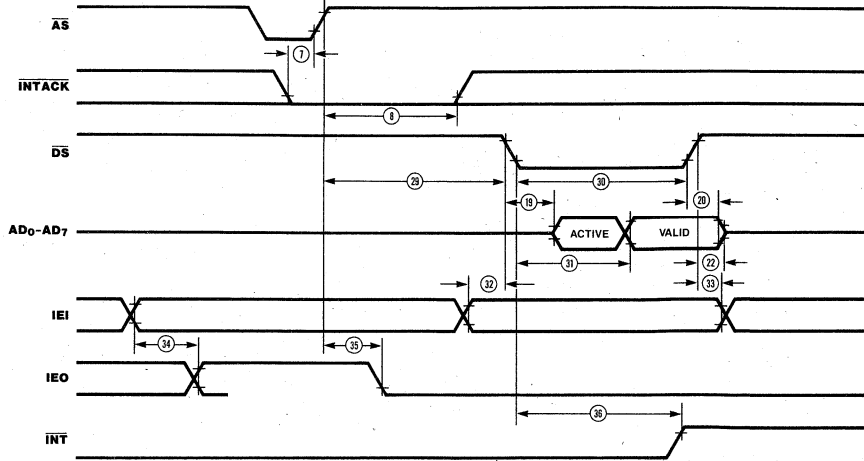 AS
7
INTACK
8
DS
29
30
19
20
AD0-AD7
ACTIVE
VALID
31
22
32
33
IEI
34
35
IEO
36
INT